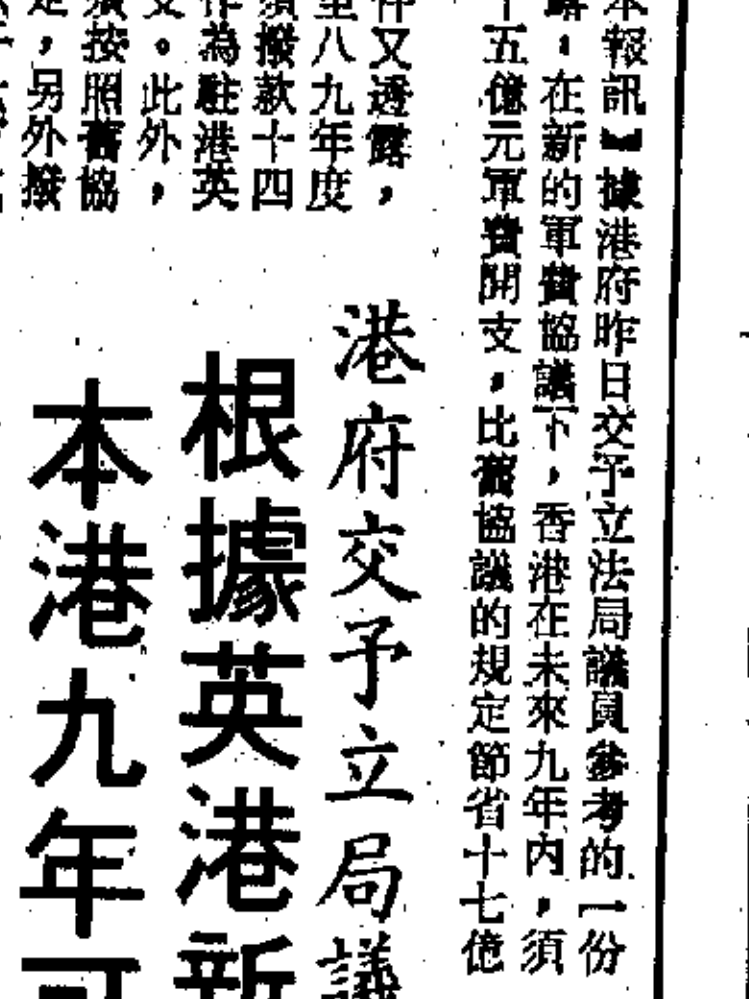 本報訊】據港府昨日交予立法局議員參考的一份
露：在新的軍費協議下，香港在未來九年內，須
十五億元軍費開支，比舊協議的規定節省十七億
港府交予立局議
根據英港新
本港九年可
件又透露，
至八九年度
須撥款十四
作為駐港英
支。此外，
須按照舊協
定，另外撥